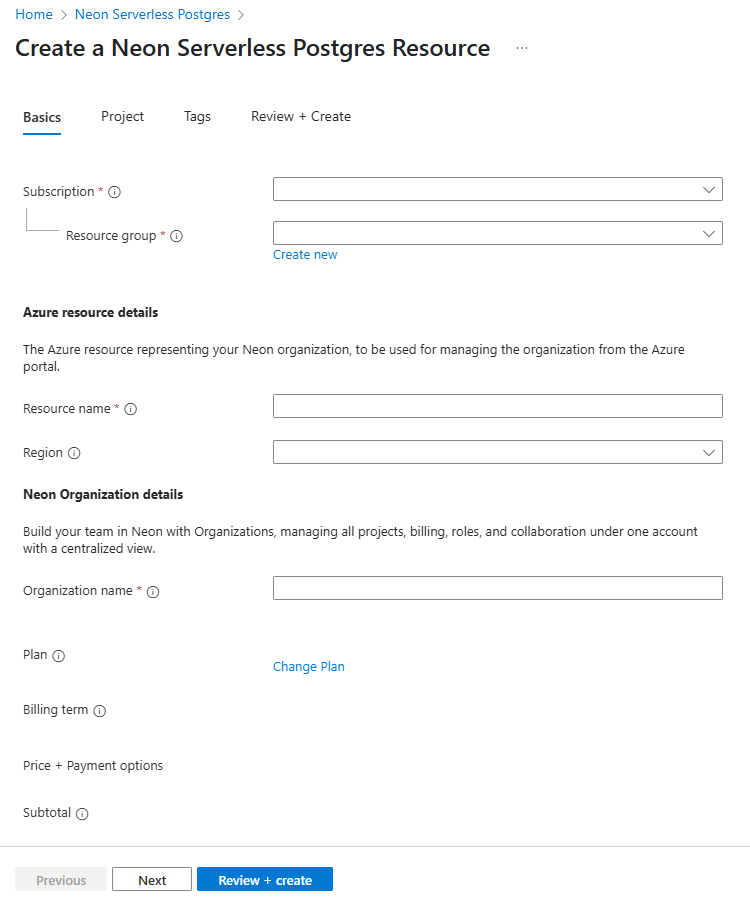 Home > Neon Serverless Postgres >
Create a Neon Serverless Postgres Resource ...
Basics Project Tags Review + Create
Subscription *
Resource group *
Create new
Azure resource details
The Azure resource representing your Neon organization, to be used for managing the organization from the Azure
portal.
Resource name *
Region
Neon Organization details
Build your team in Neon with Organizations, managing all projects, billing, roles, and collaboration under one account
with a centralized view.
Organization name *
Plan
Change Plan
Billing term
Price + Payment options
Subtotal
Previous Next Review + create